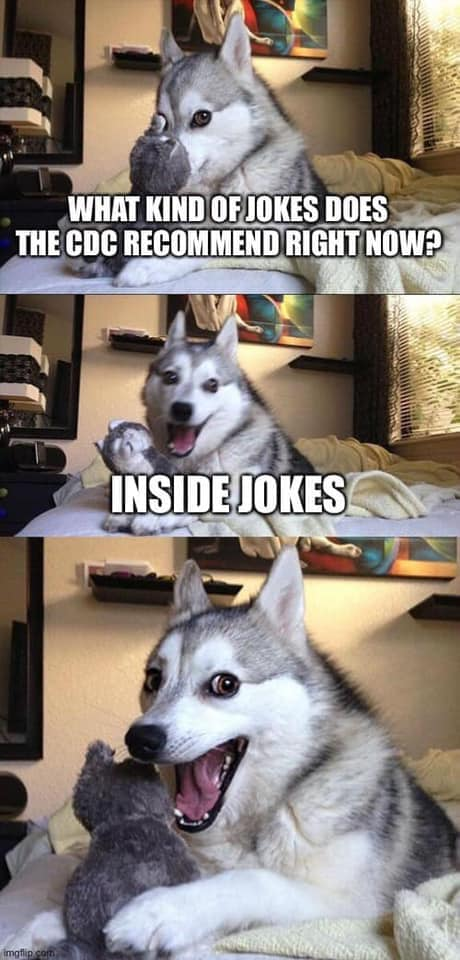 WHAT KIND OF JOKES DOES
THE CDC RECOMMEND RIGHT NOW?
INSIDE JOKES
imgflip.com